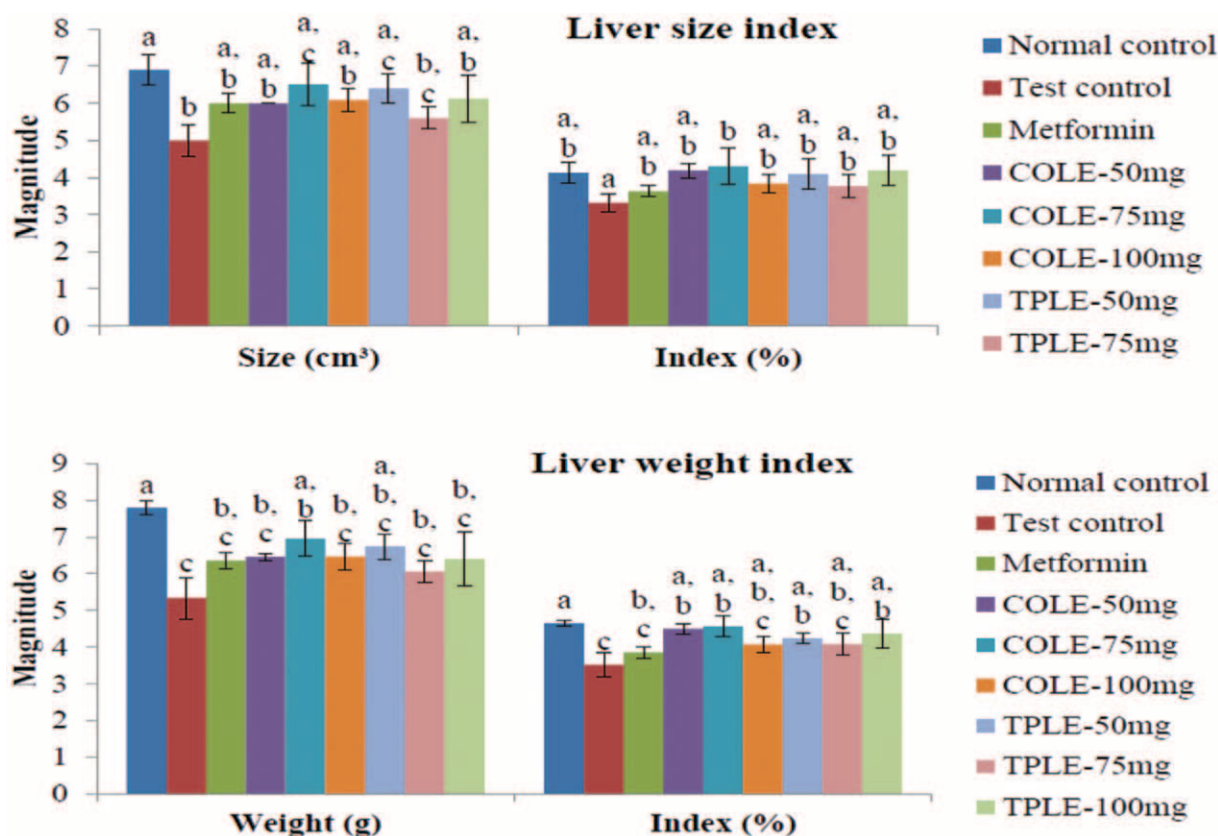 Liver size index
Magnitude
8
7
6
5
4
3
2
1
0
a
b
a,
b
a,
b
a,
c
a,
b
a,
c
b,
c
a,
b
a,
b
a
a,
b
a,
b
b
a,
b
a,
b
a,
b
a,
b
Size (cm³)
Index (%)
Normal control
Test control
Metformin
COLE-50mg
COLE-75mg
COLE-100mg
TPLE-50mg
TPLE-75mg
Liver weight index
Magnitude
9
8
7
6
5
4
3
2
1
0
a
c
b,
c
b,
c
a,
b
b,
c
a,
b,
c
b,
c
b,
c
a
c
b,
c
a,
b
a,
b
a,
b,
c
a,
b
a,
b,
c
a,
b
Weight (g)
Index (%)
Normal control
Test control
Metformin
COLE-50mg
COLE-75mg
COLE-100mg
TPLE-50mg
TPLE-75mg
TPLE-100mg